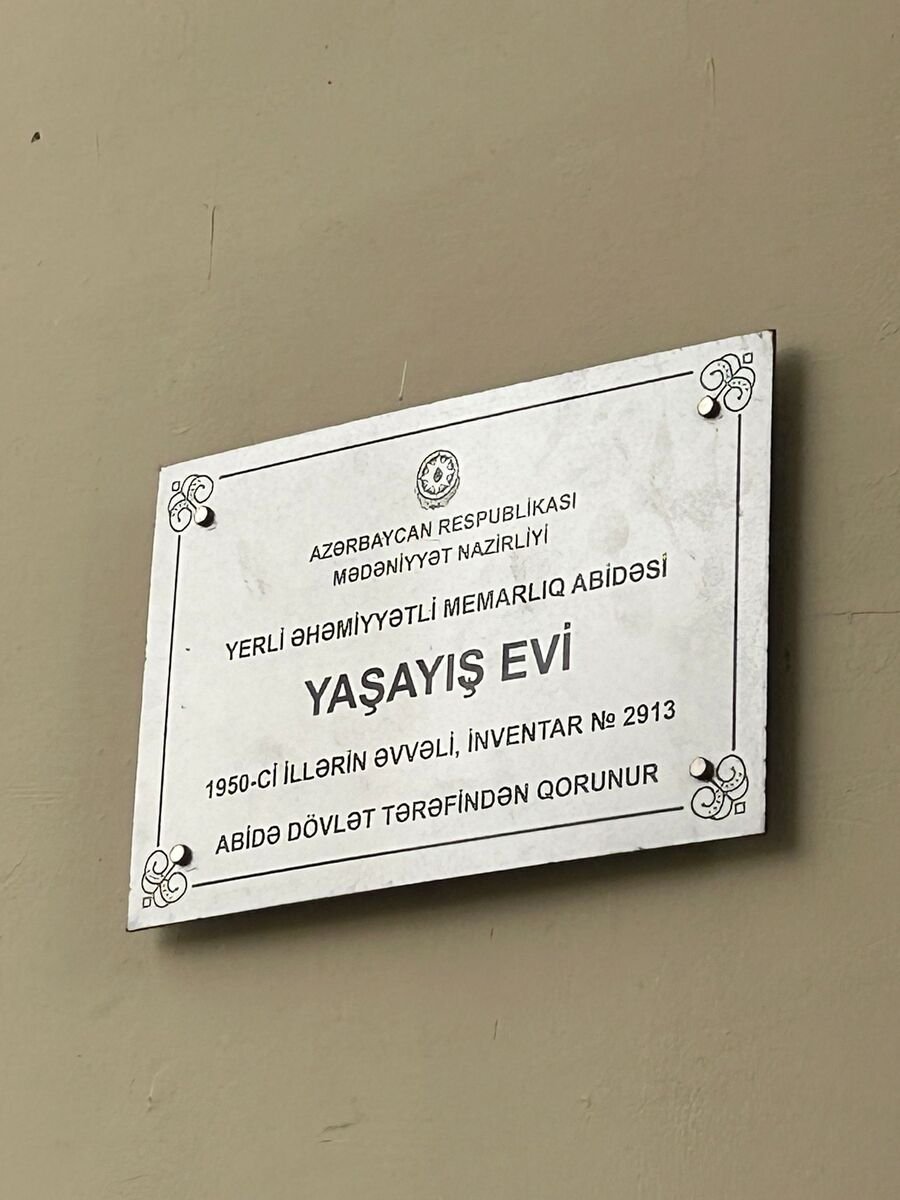 AZƏRBAYCAN RESPUBLİKASI
MƏDƏNİYYƏT NAZİRLİYİ
YERLİ ƏHƏMİYYƏTLİ MEMARLIQ ABİDƏSİ
YAŞAYIŞ EVİ
1950-Cİ İLLƏRİN ƏVVƏLİ, İNVENTAR № 2913
ABİDƏ DÖVLƏT TƏRƏFİNDƏN QORUNUR